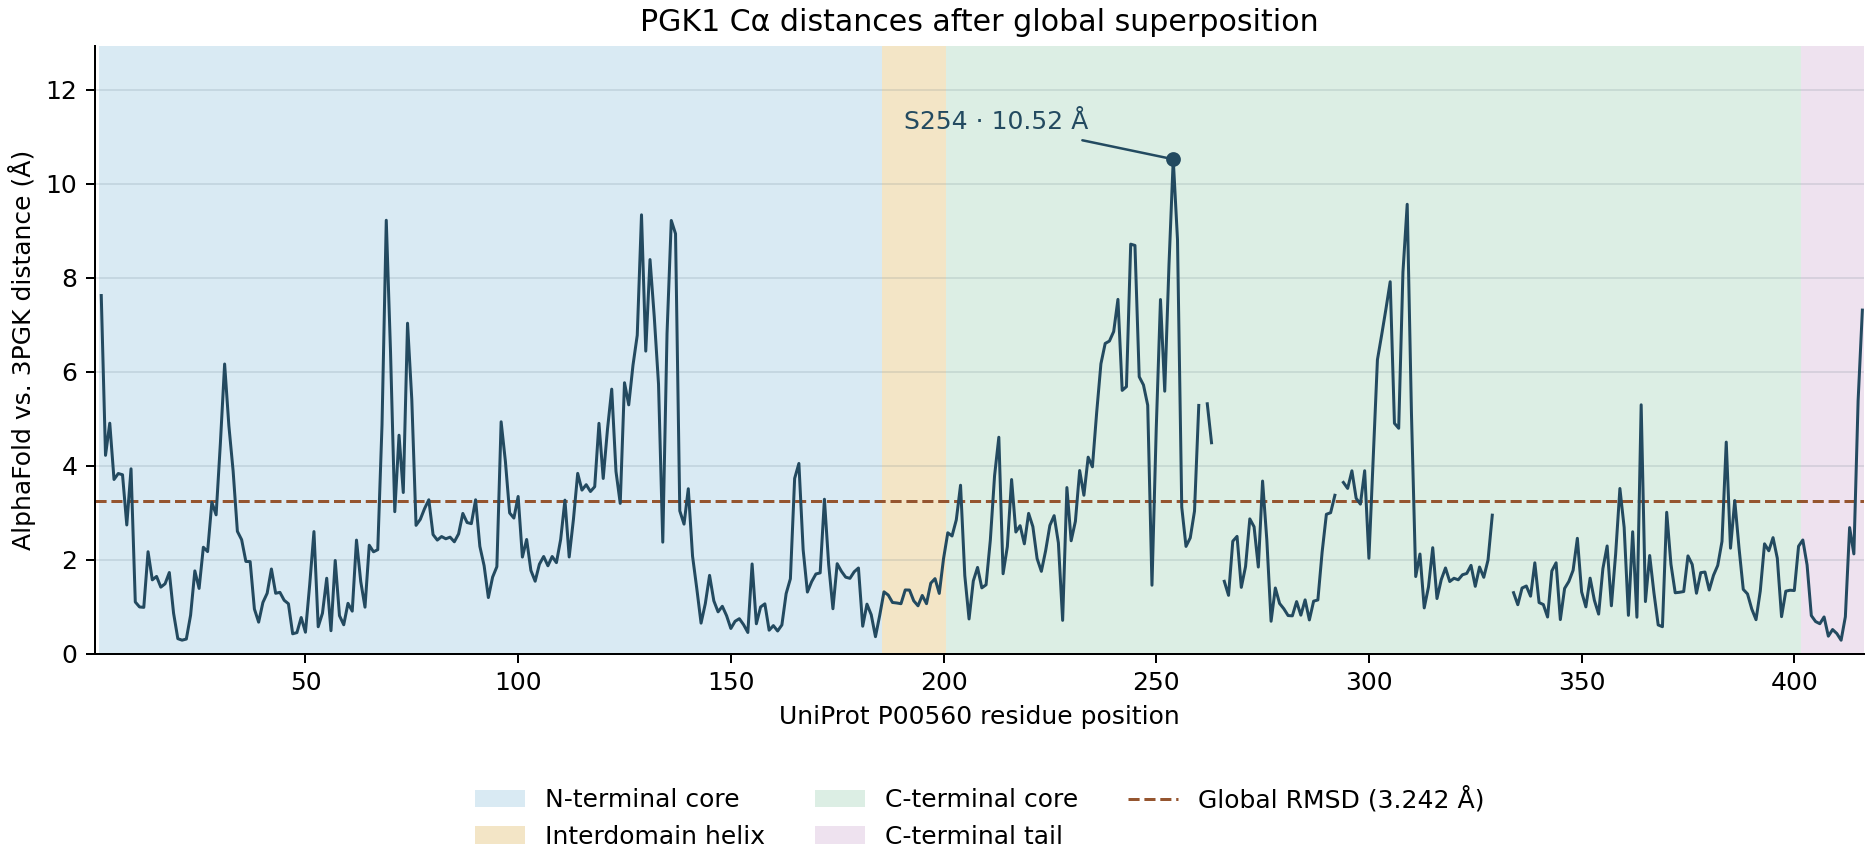 PGK1 Cα distances after global superposition
AlphaFold vs. 3PGK distance (Å)
12
10
8
6
4
2
0
S254 · 10.52 Å
50 100 150 200 250 300 350 400
UniProt P00560 residue position
N-terminal core
Interdomain helix
C-terminal core
C-terminal tail
Global RMSD (3.242 Å)